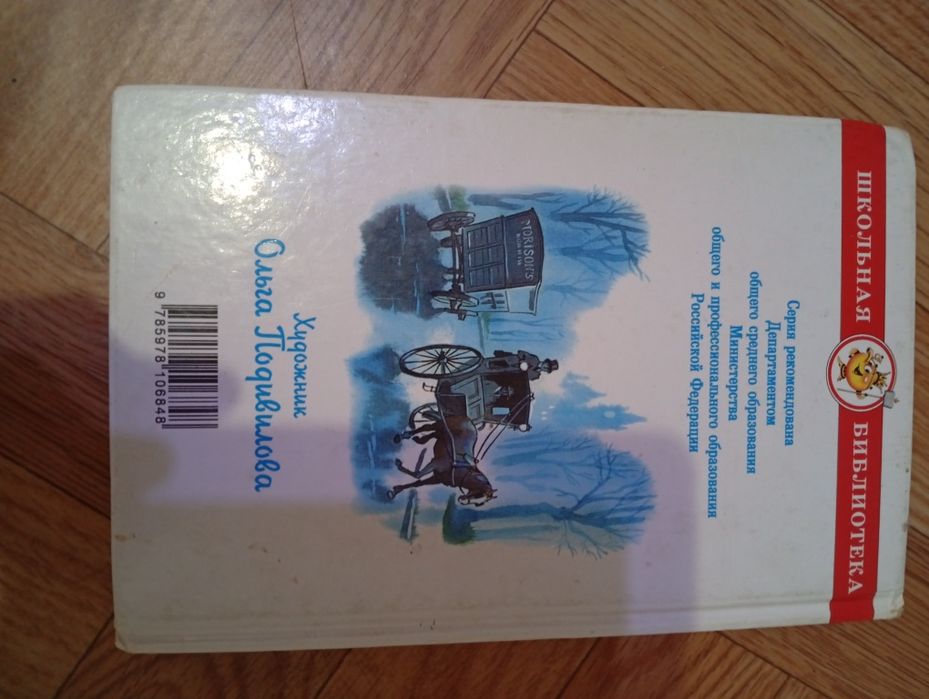 ШКОЛЬНАЯ БИБЛИОТЕКА
Серия рекомендована
Департаментом
общего среднего образования
Министерства
общего и профессионального образования
Российской Федерации
MORISON'S
Художник
Ольга Подивилова
9 785978 106848